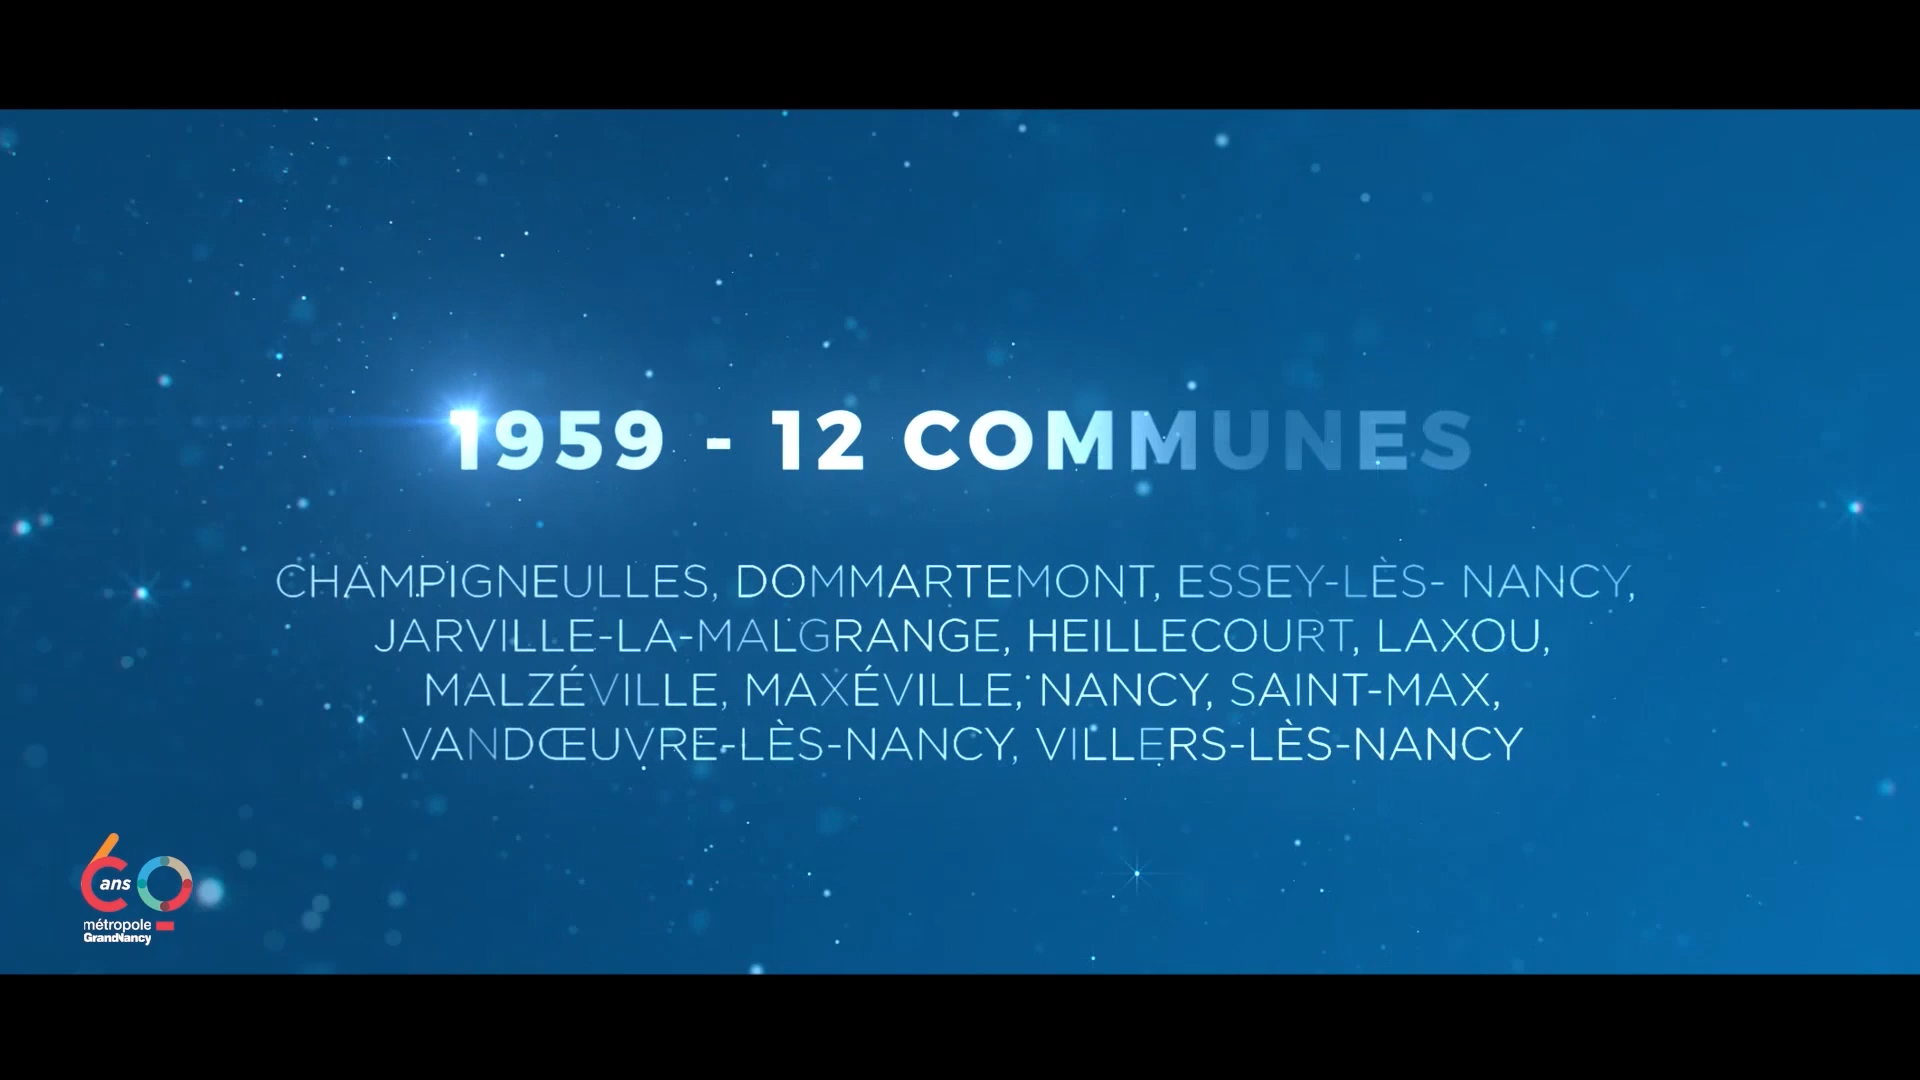 1959 - 12 COMMUNES
CHAMPIGNEULLES, DOMMARTEMONT, ESSEY-LÈS- NANCY,
JARVILLE-LA-MALGRANGE, HEILLECOURT, LAXOU,
MALZÉVILLE, MAXÉVILLE, NANCY, SAINT-MAX,
VANDŒUVRE-LÈS-NANCY, VILLERS-LÈS-NANCY
60
ans
métropole
GrandNancy